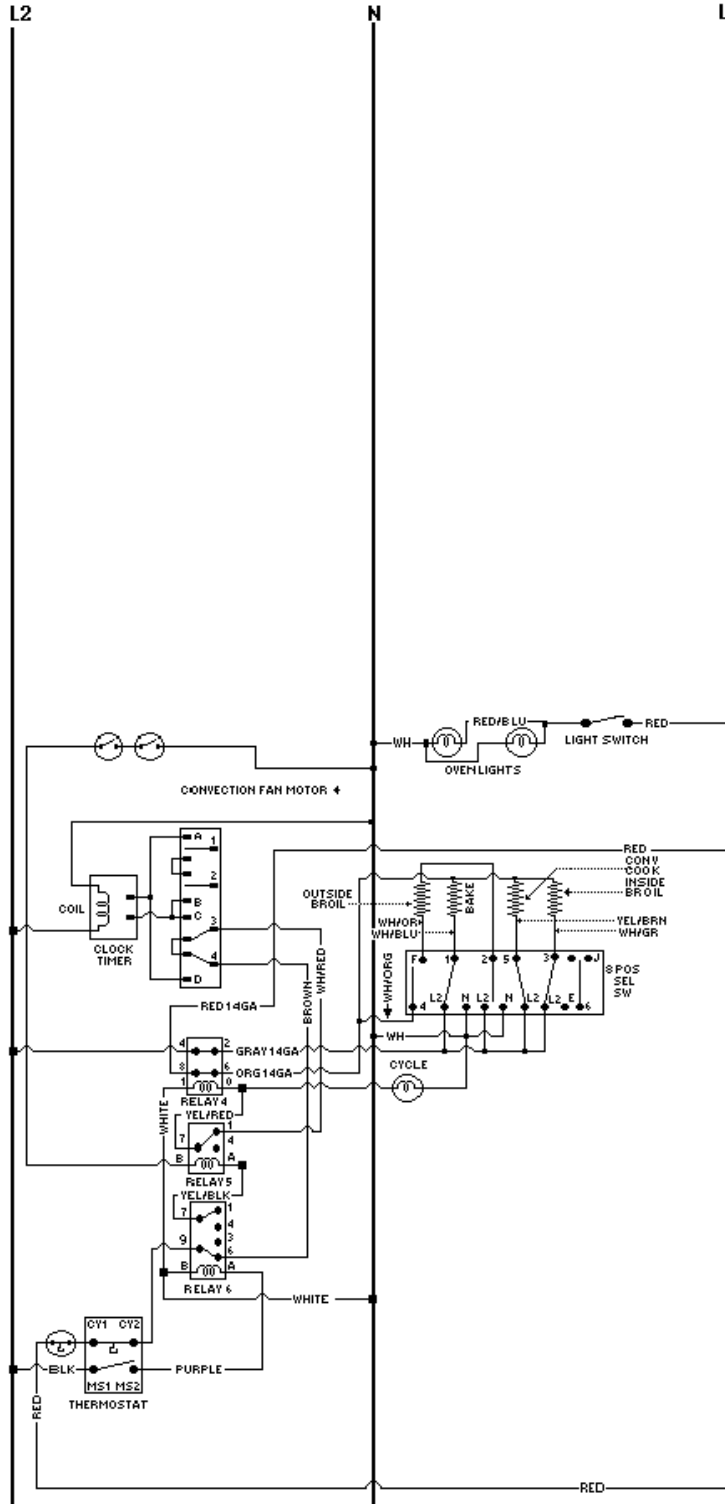 L2 N L
WH RED/BLU RED
LIGHT SWITCH
OVEN LIGHTS
CONVECTION FAN MOTOR 4
RED
CONV
COOK
INSIDE
BROIL
OUTSIDE
BROIL
BAKE
WH/OR
WH/BLU
YEL/BRN
WH/GR
A
1
2
B
C
3
4
D
COIL
CLOCK
TIMER
WH/RED
BROWN
WH/ORG
F 1 2 5 3 J
4 L2 N L2 N L2 L2 E 6
8 POS
SEL
SW
RED 14GA
WH
4 2 GRAY 14GA
8 6 ORG 14GA
1 0
RELAY 4
CYCLE
WHITE
YEL/RED
1
7 4
B A
RELAY 5
YEL/BLK
7 1
4
9 3
6
B A
RELAY 6
WHITE
CY1 CY2
BLK PURPLE
MS1 MS2
THERMOSTAT
RED
RED